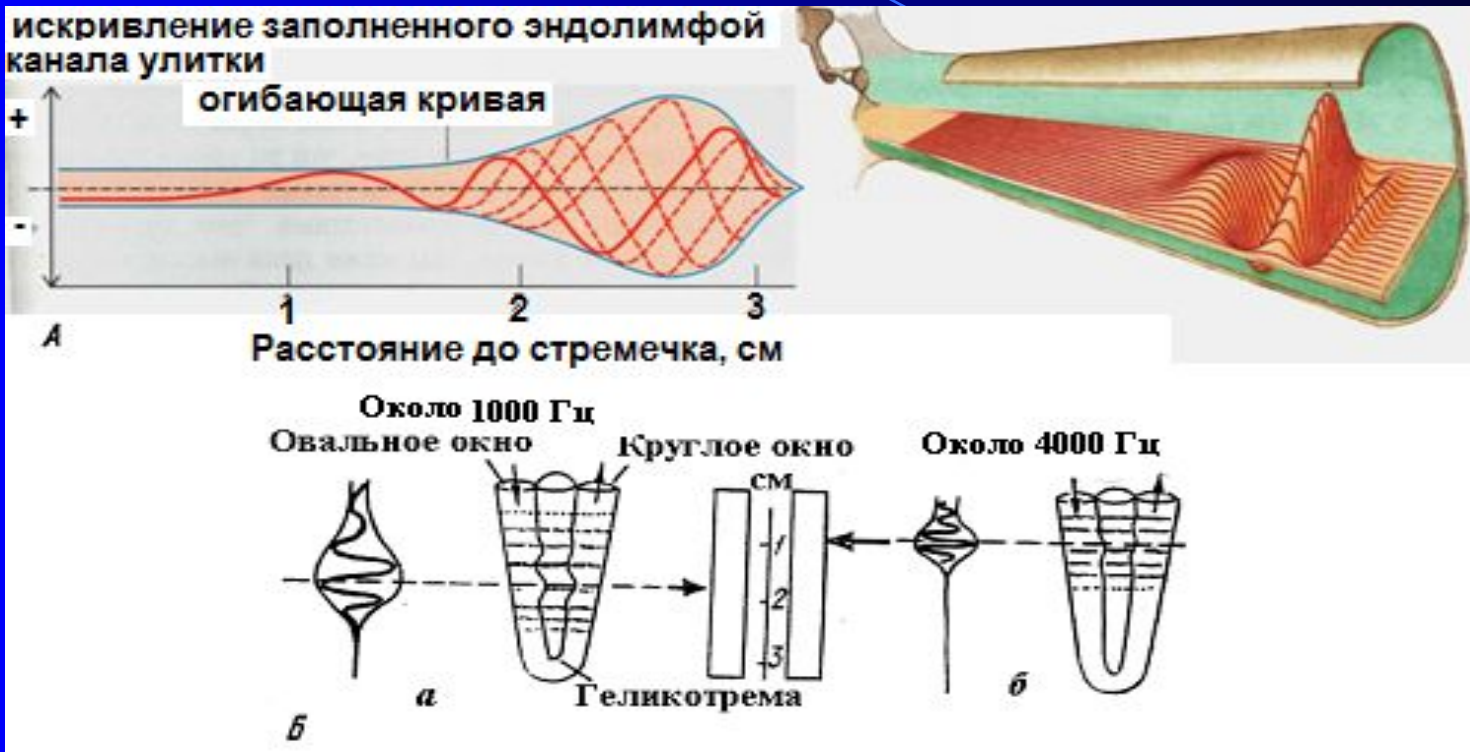 искривление заполненного эндолимфой
канала улитки
огибающая кривая
+
-
1 2 3
А
Расстояние до стремечка, см
Около 1000 Гц
Овальное окно
Круглое окно
Около 4000 Гц
см
-1
-2
-3
а
Геликотрема
б
Б